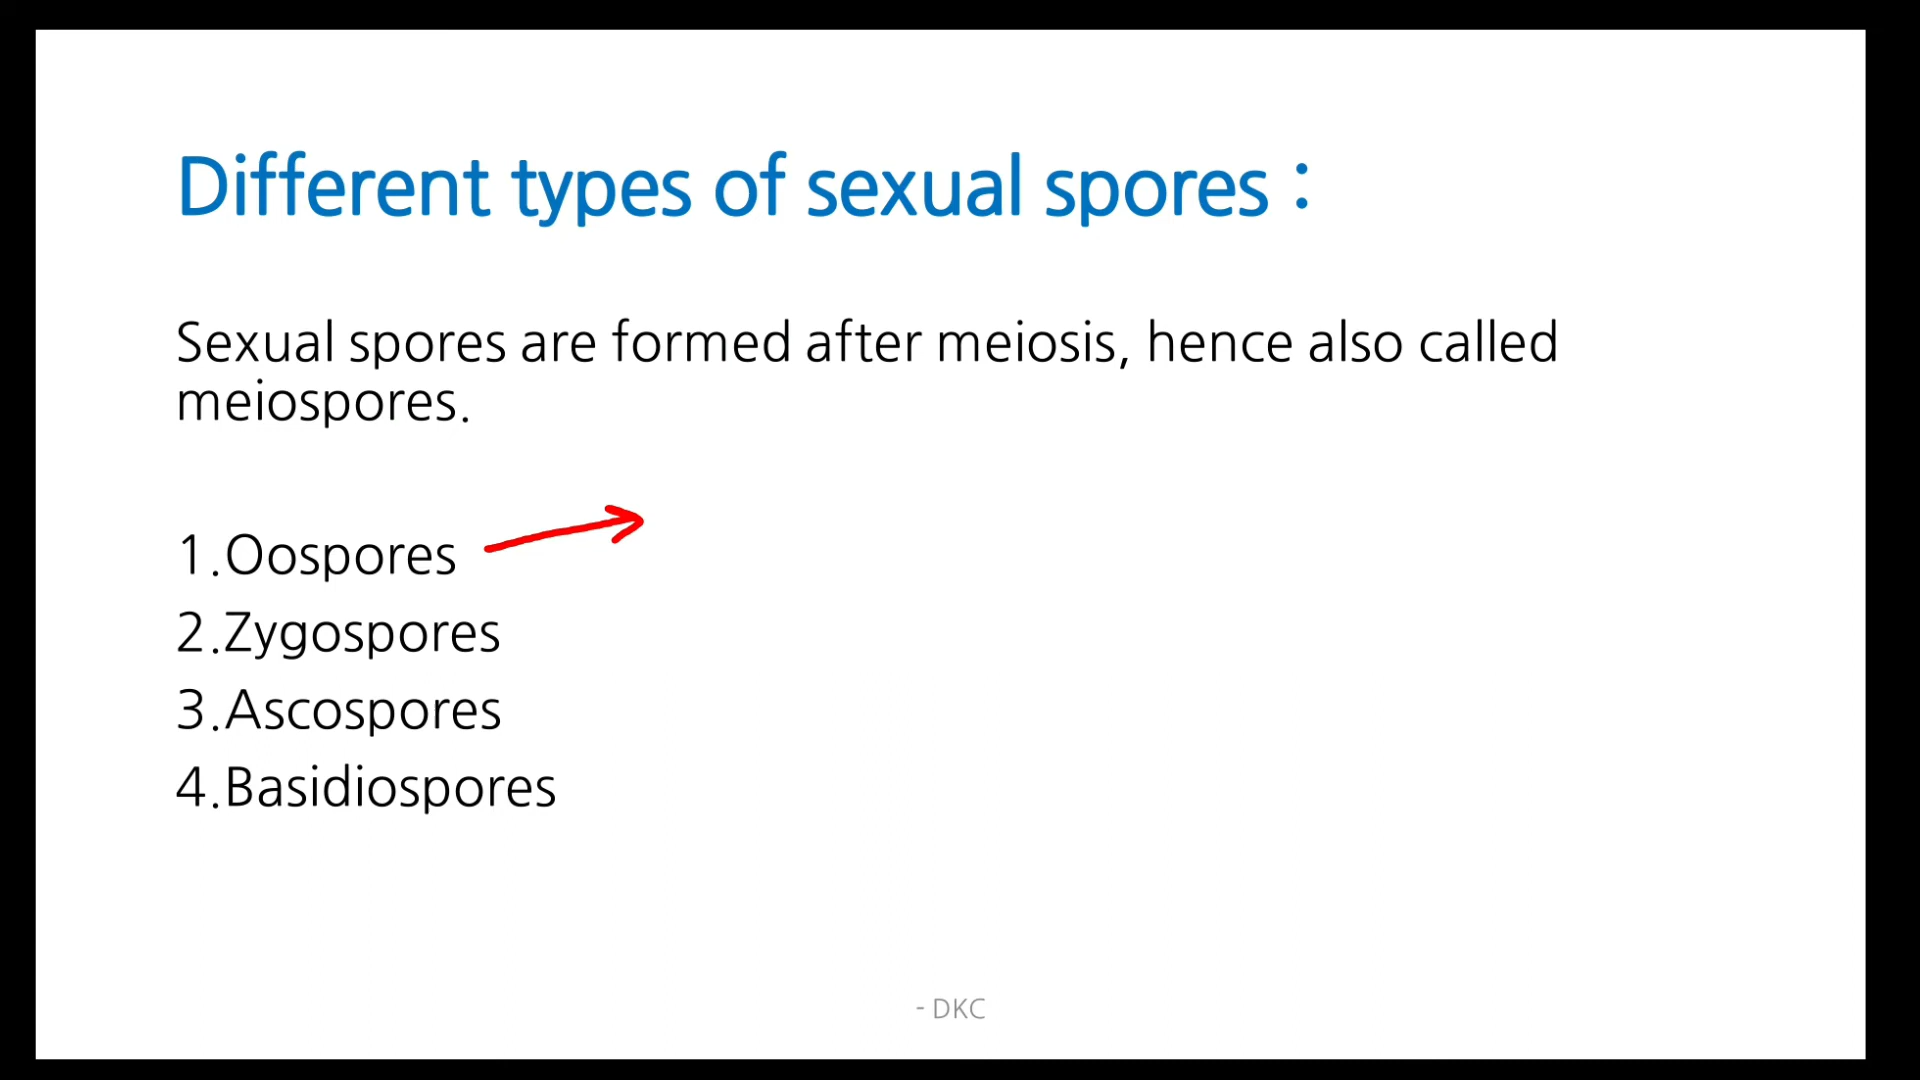 Different types of sexual spores :
Sexual spores are formed after meiosis, hence also called
meiospores.
1.Oospores
2.Zygospores
3.Ascospores
4.Basidiospores
- DKC